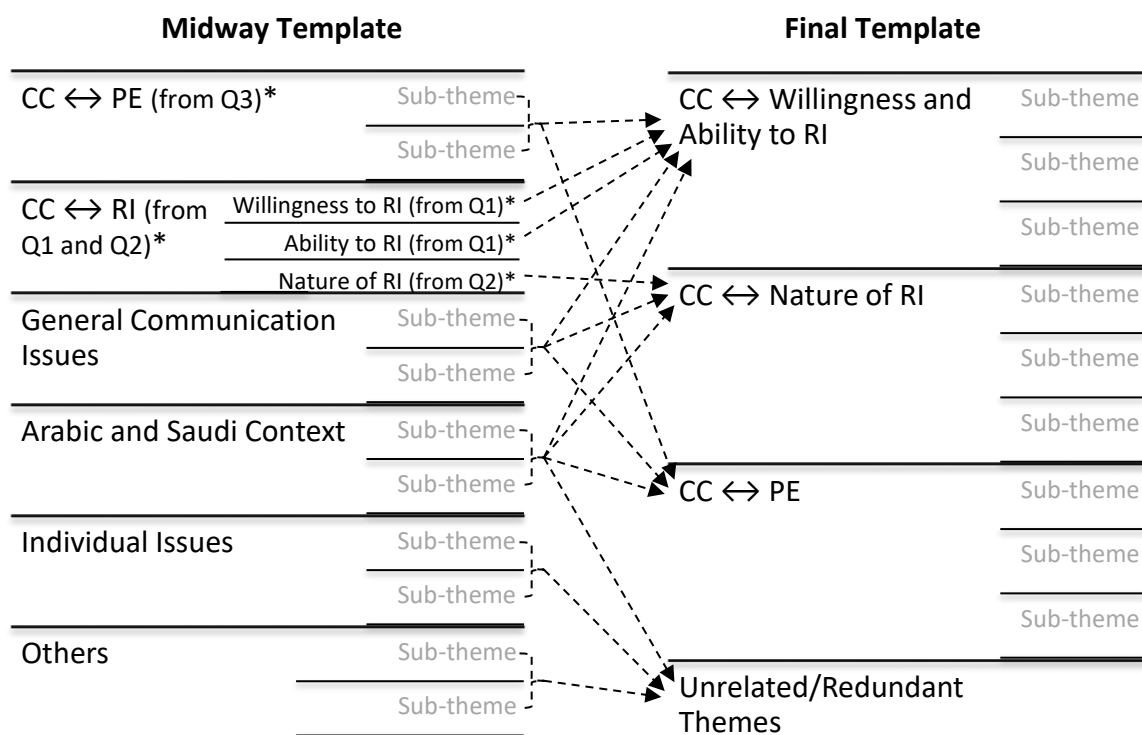 Midway Template
CC ↔ PE (from Q3)*
Sub-theme
Sub-theme
CC ↔ RI (from
Q1 and Q2)*
Willingness to RI (from Q1)*
Ability to RI (from Q1)*
Nature of RI (from Q2)*
General Communication
Issues
Sub-theme
Sub-theme
Arabic and Saudi Context
Sub-theme
Sub-theme
Individual Issues
Sub-theme
Sub-theme
Others
Sub-theme
Sub-theme
Final Template
CC ↔ Willingness and
Ability to RI
Sub-theme
Sub-theme
Sub-theme
CC ↔ Nature of RI
Sub-theme
Sub-theme
Sub-theme
CC ↔ PE
Sub-theme
Sub-theme
Sub-theme
Unrelated/Redundant
Themes